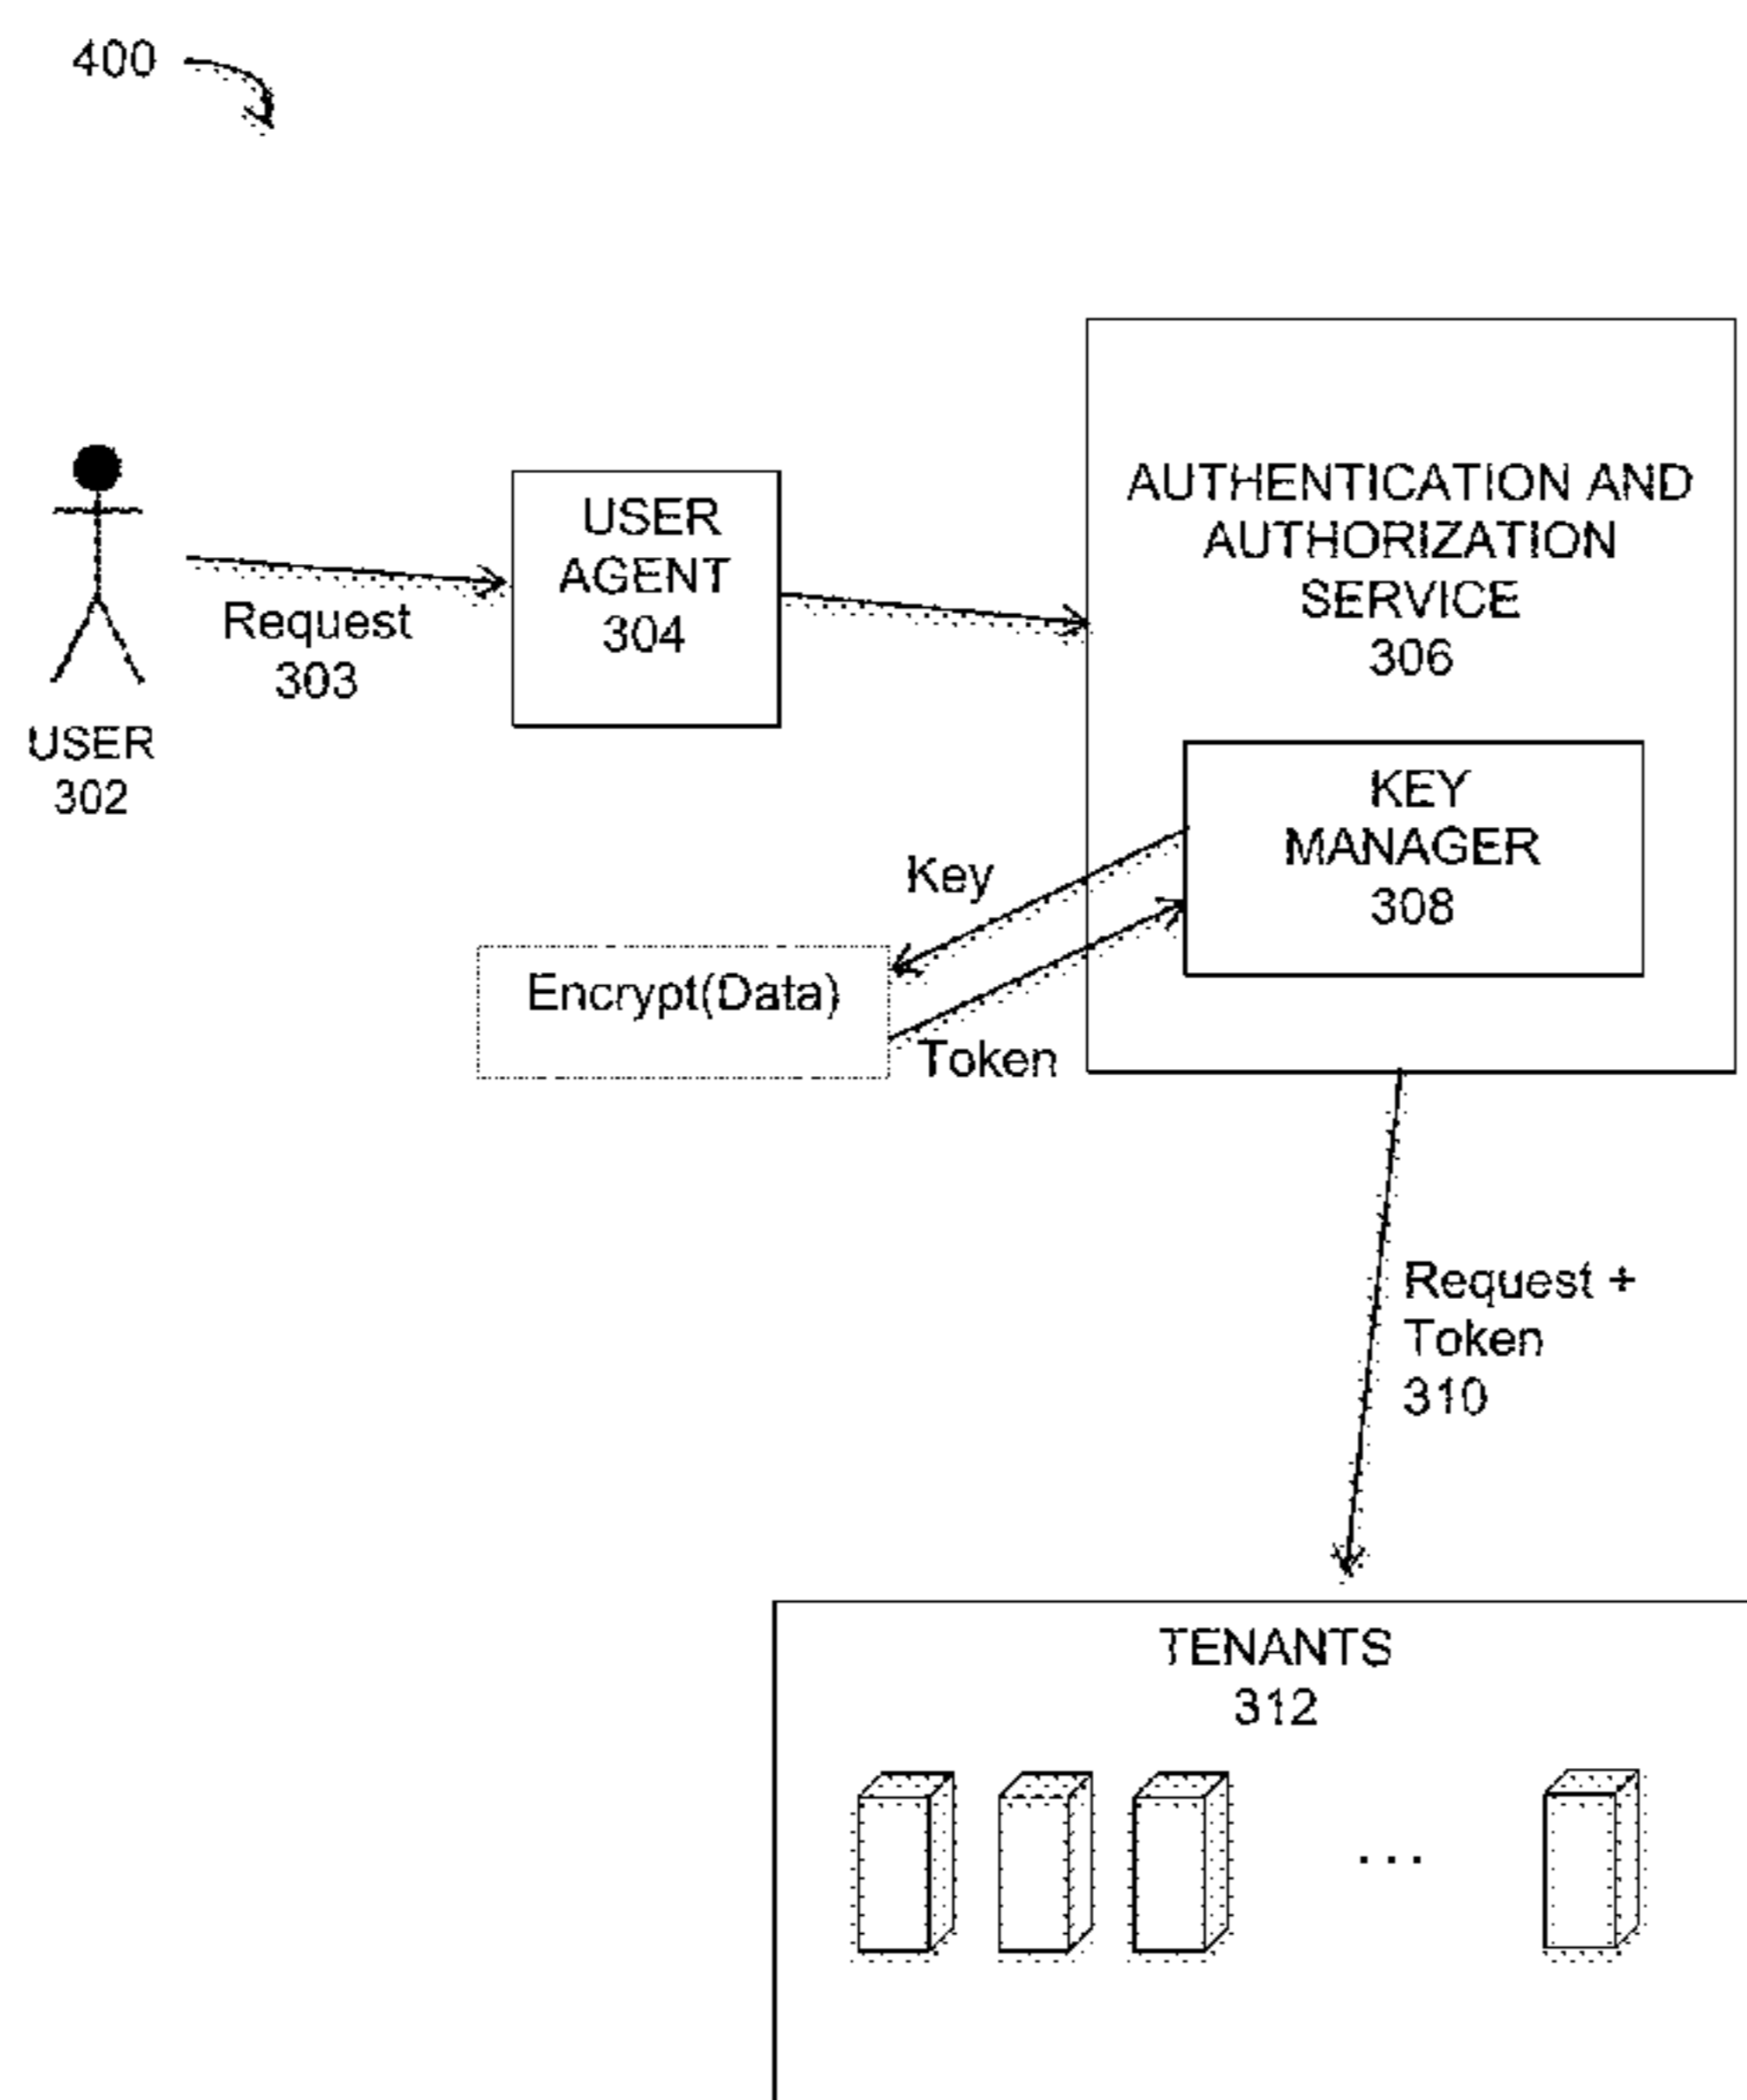 400
USER
302
Request
303
USER
AGENT
304
AUTHENTICATION AND
AUTHORIZATION
SERVICE
306
KEY
MANAGER
308
Key
Encrypt(Data)
Token
Request +
Token
310
TENANTS
312
...